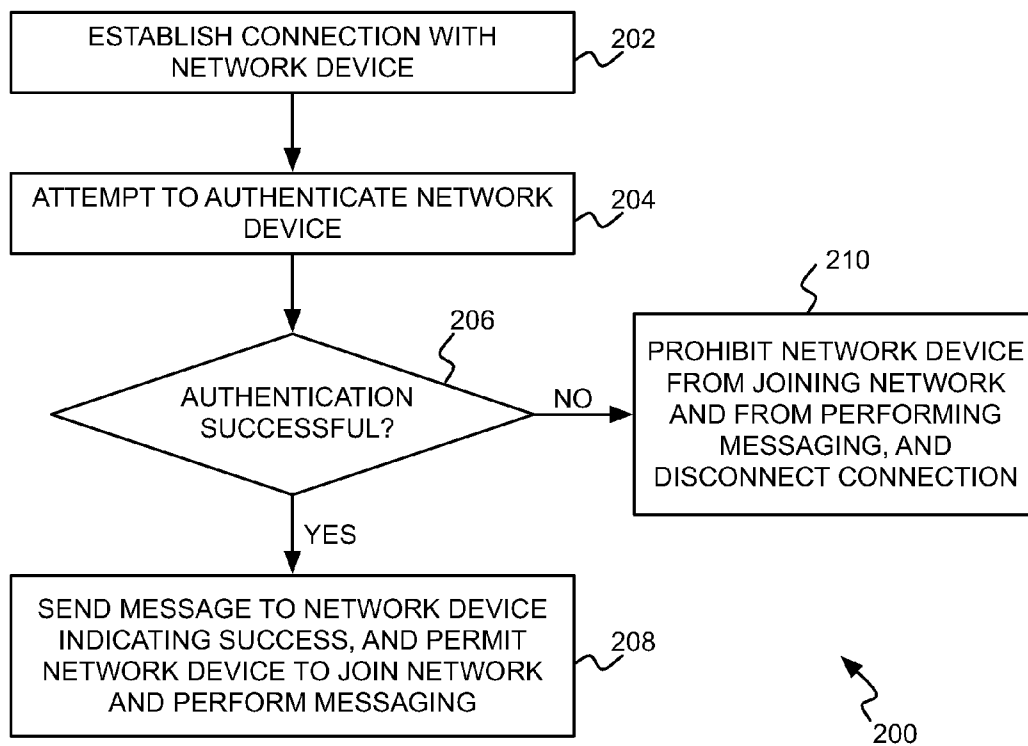 ESTABLISH CONNECTION WITH
NETWORK DEVICE
202
ATTEMPT TO AUTHENTICATE NETWORK
DEVICE
204
206
AUTHENTICATION
SUCCESSFUL?
NO
210
PROHIBIT NETWORK DEVICE
FROM JOINING NETWORK
AND FROM PERFORMING
MESSAGING, AND
DISCONNECT CONNECTION
YES
SEND MESSAGE TO NETWORK DEVICE
INDICATING SUCCESS, AND PERMIT
NETWORK DEVICE TO JOIN NETWORK
AND PERFORM MESSAGING
208
200